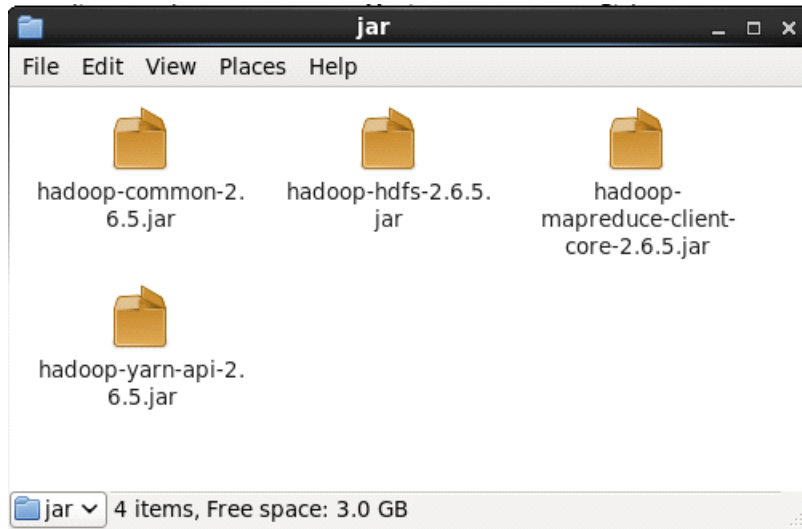 jar
File Edit View Places Help
hadoop-common-2.
6.5.jar
hadoop-hdfs-2.6.5.
jar
hadoop-
mapreduce-client-
core-2.6.5.jar
hadoop-yarn-api-2.
6.5.jar
jar 4 items, Free space: 3.0 GB